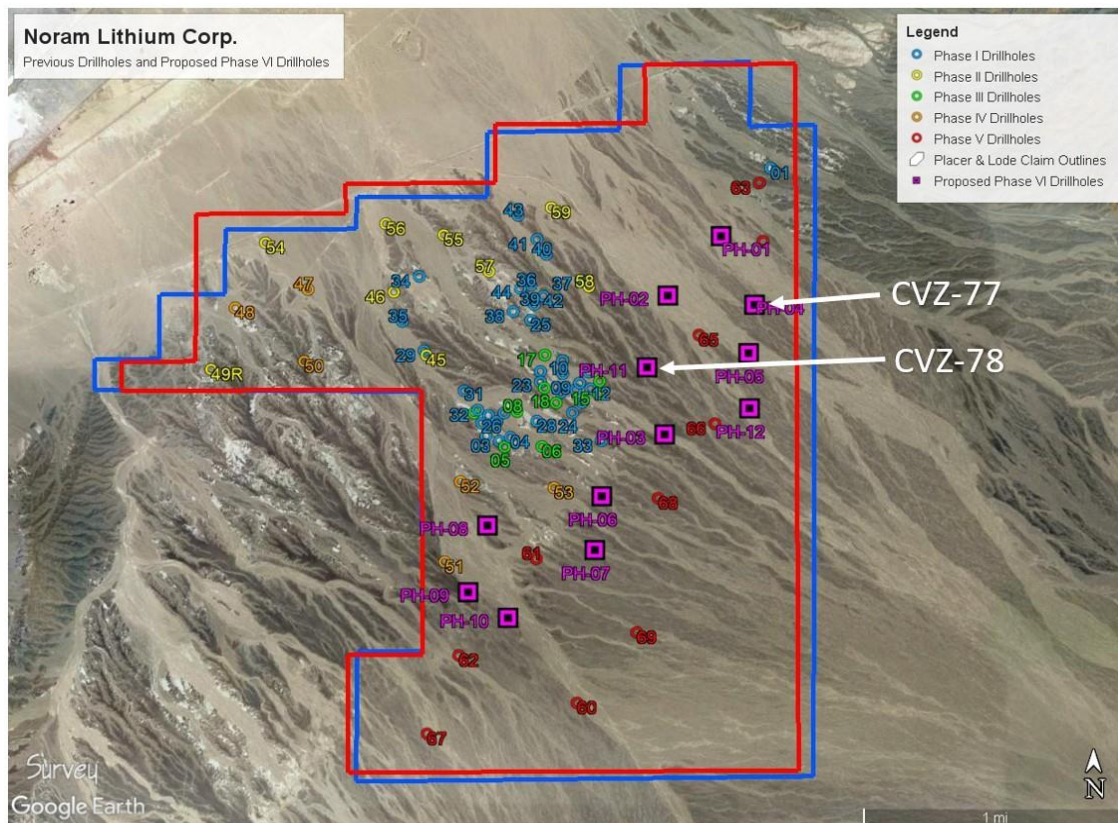 Noram Lithium Corp.
Previous Drillholes and Proposed Phase VI Drillholes
Legend
Phase I Drillholes
Phase II Drillholes
Phase III Drillholes
Phase IV Drillholes
Phase V Drillholes
Placer & Lode Claim Outlines
Proposed Phase VI Drillholes
01
63
43
59
56
55
54
41
40
PH-01
57
34
36
37
58
47
46
44
39
42
PH-02
CVZ-77
PH-04
48
38
25
35
65
29
45
17
CVZ-78
50
49R
10
PH-11
PH-05
31
23
09
12
18
15
32
08
26
28
24
66
PH-12
03
04
33
PH-03
05
06
52
53
68
PH-06
PH-08
61
PH-07
51
PH-09
PH-10
69
62
60
67
Survey
Google Earth
N
1 mi